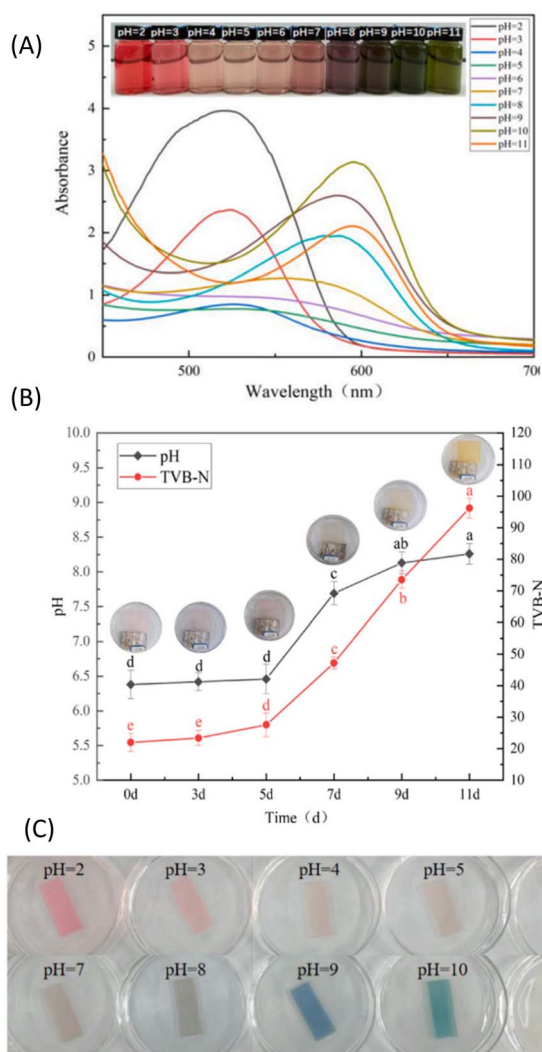 (A)
pH=2 pH=3 pH=4 pH=5 pH=6 pH=7 pH=8 pH=9 pH=10 pH=11
pH=2
pH=3
pH=4
pH=5
pH=6
pH=7
pH=8
pH=9
pH=10
pH=11
5
4
3
2
1
0
Absorbance
500 600 700
Wavelength（nm）
(B)
pH
TVB-N
10.0
9.5
9.0
8.5
8.0
7.5
7.0
6.5
6.0
5.5
5.0
pH
120
110
100
90
80
70
60
50
40
30
20
10
TVB-N
d d d c ab a
e e d c b a
0d 3d 5d 7d 9d 11d
Time（d）
(C)
pH=2 pH=3 pH=4 pH=5
pH=7 pH=8 pH=9 pH=10